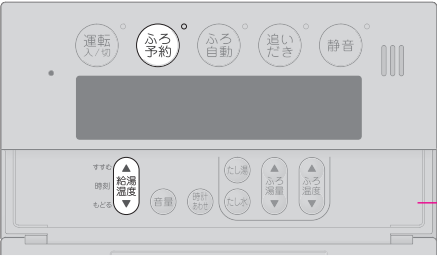 運転
入/切
ふろ
予約
ふろ
自動
追い
だき
静音
すすむ
時刻
もどる
給湯
温度
音量
時計
あわせ
たし湯
たし水
ふろ
湯量
ふろ
温度